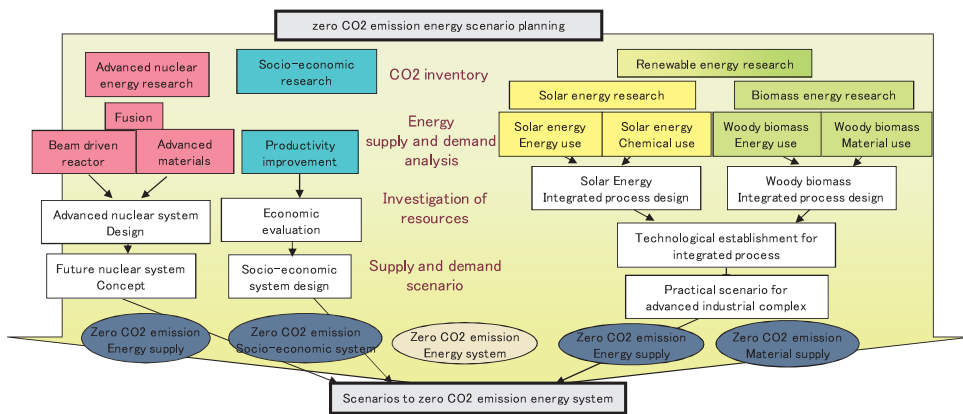 zero CO2 emission energy scenario planning
Advanced nuclear
energy research
Fusion
Beam driven
reactor
Advanced
materials
Advanced nuclear system
Design
Future nuclear system
Concept
Socio-economic
research
Productivity
improvement
Economic
evaluation
Socio-economic
system design
CO2 inventory
Energy
supply and demand
analysis
Investigation of
resources
Supply and demand
scenario
Renewable energy research
Solar energy research
Biomass energy research
Solar energy
Energy use
Solar energy
Chemical use
Woody biomass
Energy use
Woody biomass
Material use
Solar Energy
Integrated process design
Woody biomass
Integrated process design
Technological establishment for
integrated process
Practical scenario for
advanced industrial complex
Zero CO2 emission
Energy supply
Zero CO2 emission
Socio-economic system
Zero CO2 emission
Energy system
Zero CO2 emission
Energy supply
Zero CO2 emission
Material supply
Scenarios to zero CO2 emission energy system